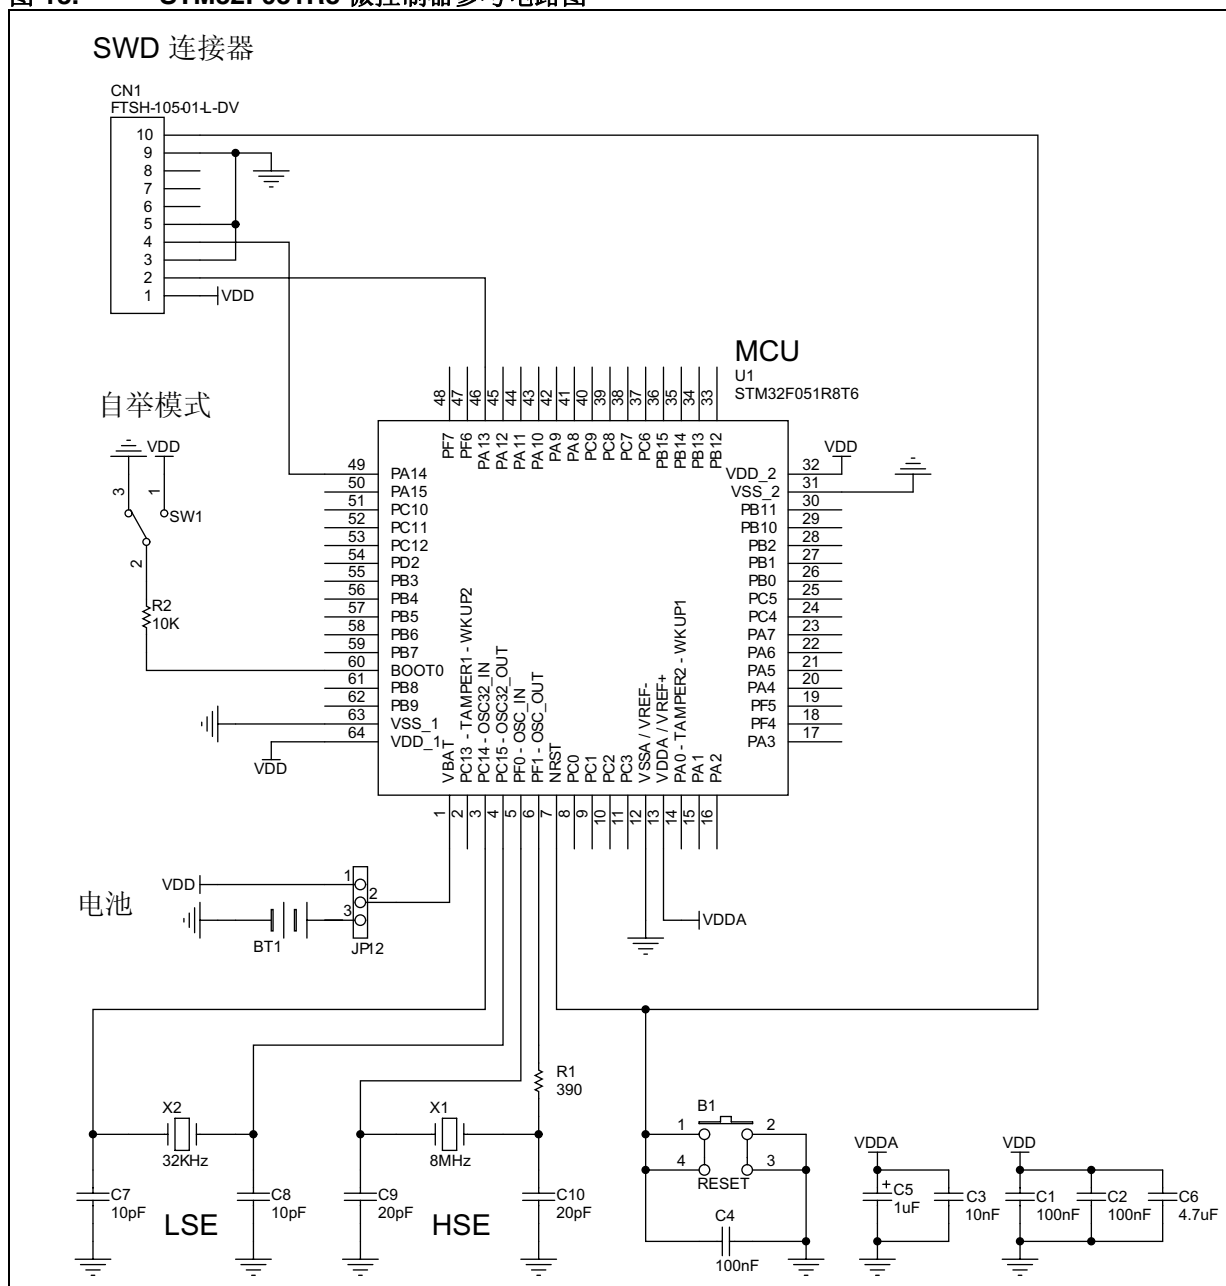 SWD 连接器
CN1
FTSH-105-01-L-DV
10
9
8
7
6
5
4
3
2
1
VDD
MCU
U1
STM32F051R8T6
自举模式
VDD
3
1
SW1
2
R2
10K
48
47
46
45
44
43
42
41
40
39
38
37
36
35
34
33
PF7
PF6
PA13
PA12
PA11
PA10
PA9
PA8
PC9
PC8
PC7
PC6
PB15
PB14
PB13
PB12
49 PA14
50 PA15
51 PC10
52 PC11
53 PC12
54 PD2
55 PB3
56 PB4
57 PB5
58 PB6
59 PB7
60 BOOT0
61 PB8
62 PB9
63 VSS_1
64 VDD_1
VDD
VDD
VDD_2 32
VSS_2 31
PB11 30
PB10 29
PB2 28
PB1 27
PB0 26
PC5 25
PC4 24
PA7 23
PA6 22
PA5 21
PA4 20
PF5 19
PF4 18
PA3 17
VBAT
PC13 - TAMPER1 - WKUP2
PC14 - OSC32_IN
PC15 - OSC32_OUT
PF0 - OSC_IN
PF1 - OSC_OUT
NRST
PC0
PC1
PC2
PC3
VSSA / VREF-
VDDA / VREF+
PA0 - TAMPER2 - WKUP1
PA1
PA2
1
2
3
4
5
6
7
8
9
10
11
12
13
14
15
16
电池
VDD
1
2
3
BT1
JP12
VDDA
R1
390
X2
32KHz
X1
8MHz
C7
10pF
C8
10pF
LSE
C9
20pF
C10
20pF
HSE
B1
1
2
4
3
RESET
C4
100nF
VDDA
+
C5
1uF
C3
10nF
VDD
C1
100nF
C2
100nF
C6
4.7uF